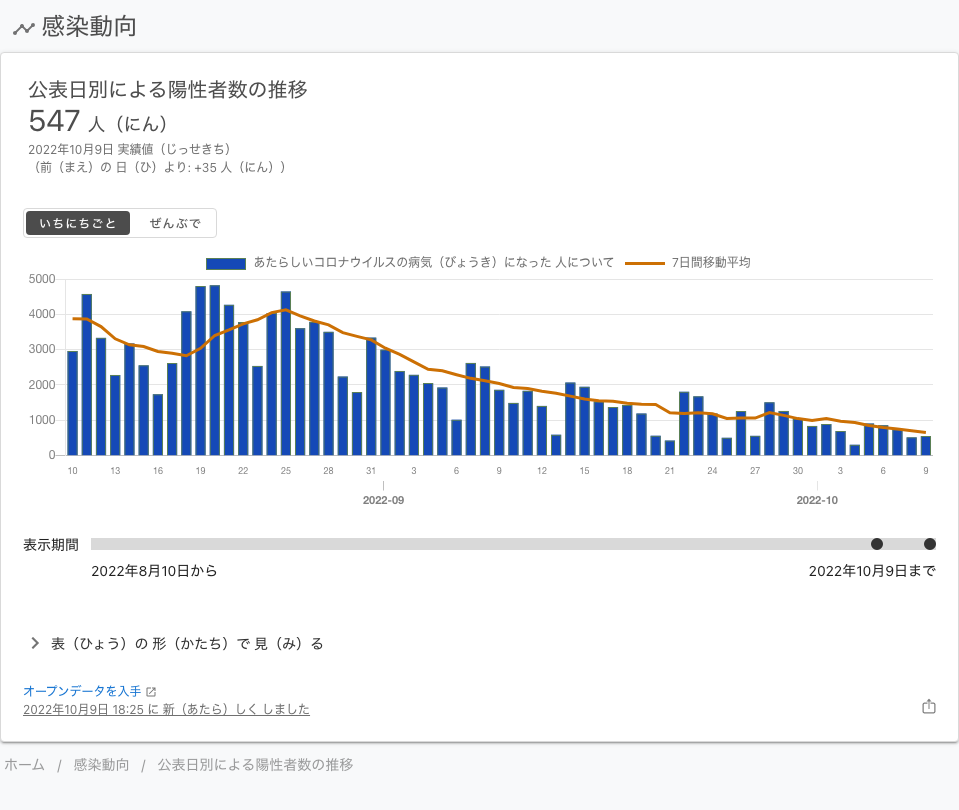 感染動向
公表日別による陽性者数の推移
547 人（にん）
2022年10月9日 実績値（じっせきち）
（前（まえ）の 日（ひ）より: +35 人（にん））
いちにちごと ぜんぶで
あたらしいコロナウイルスの病気（びょうき）になった 人について 7日間移動平均
5000
4000
3000
2000
1000
0
10 13 16 19 22 25 28 31 3 6 9 12 15 18 21 24 27 30 3 6 9
2022-09 2022-10
表示期間
2022年8月10日から 2022年10月9日まで
表（ひょう）の 形（かたち）で 見（み）る
オープンデータを入手
2022年10月9日 18:25 に 新（あたら）しく しました
ホーム / 感染動向 / 公表日別による陽性者数の推移